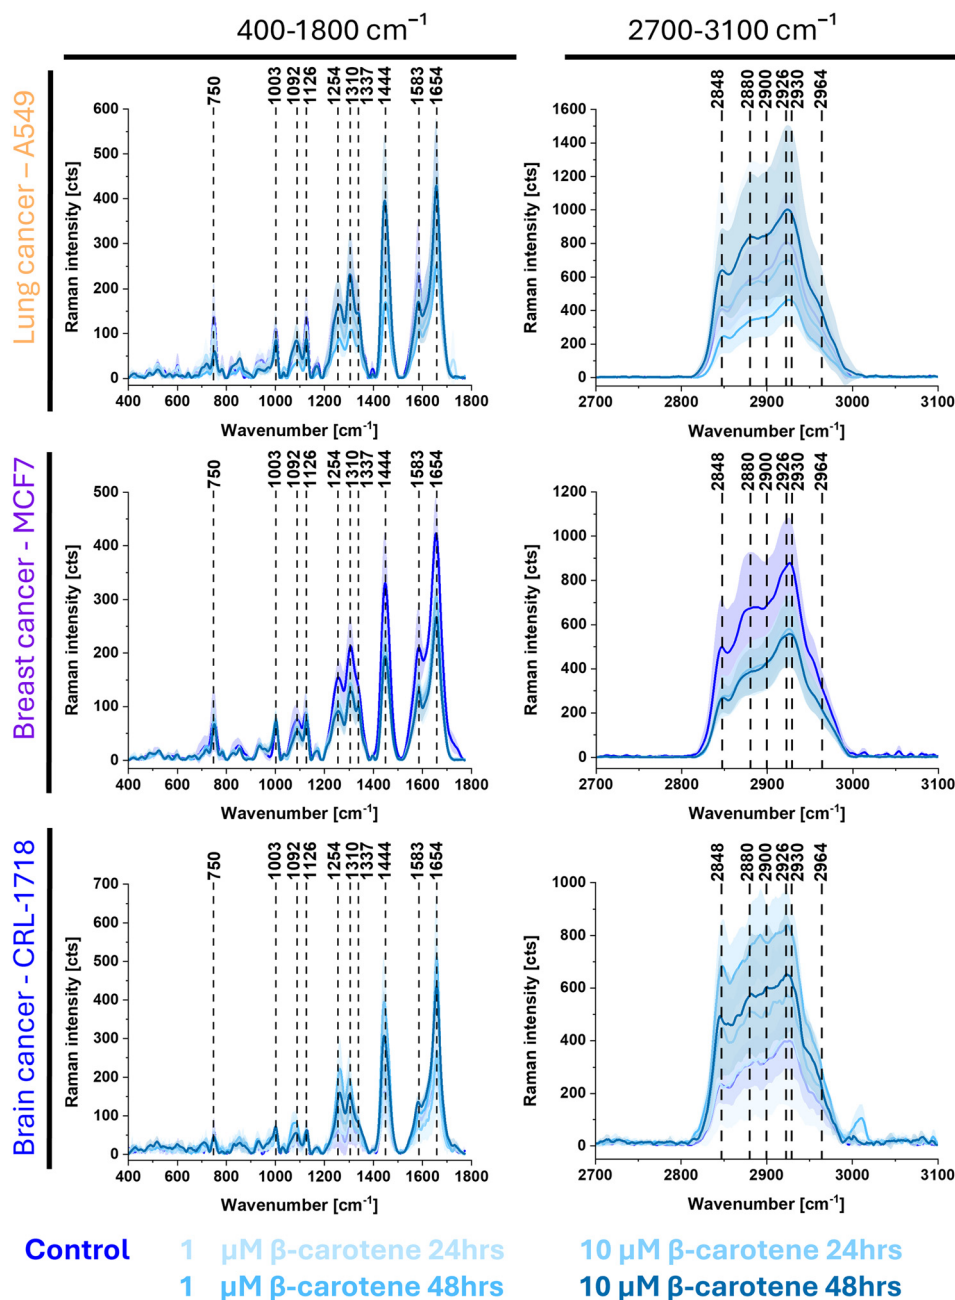 400-1800 cm⁻¹
2700-3100 cm⁻¹
Lung cancer – A549
750 1003 1092 1126 1254 1310 1337 1444 1583 1654
600
500
400
300
200
100
0
Raman intensity [cts]
400 600 800 1000 1200 1400 1600 1800
Wavenumber [cm⁻¹]
2848 2880 2900 2926 2930 2964
1600
1400
1200
1000
800
600
400
200
0
Raman intensity [cts]
2700 2800 2900 3000 3100
Wavenumber [cm⁻¹]
Breast cancer - MCF7
750 1003 1092 1126 1254 1310 1337 1444 1583 1654
500
400
300
200
100
0
Raman intensity [cts]
400 600 800 1000 1200 1400 1600 1800
Wavenumber [cm⁻¹]
2848 2880 2900 2926 2930 2964
1200
1000
800
600
400
200
0
Raman intensity [cts]
2700 2800 2900 3000 3100
Wavenumber [cm⁻¹]
Brain cancer - CRL-1718
750 1003 1092 1126 1254 1310 1337 1444 1583 1654
700
600
500
400
300
200
100
0
Raman intensity [cts]
400 600 800 1000 1200 1400 1600 1800
Wavenumber [cm⁻¹]
2848 2880 2900 2926 2930 2964
1000
800
600
400
200
0
Raman intensity [cts]
2700 2800 2900 3000 3100
Wavenumber [cm⁻¹]
Control 1 µM β-carotene 24hrs 10 µM β-carotene 24hrs
1 µM β-carotene 48hrs 10 µM β-carotene 48hrs